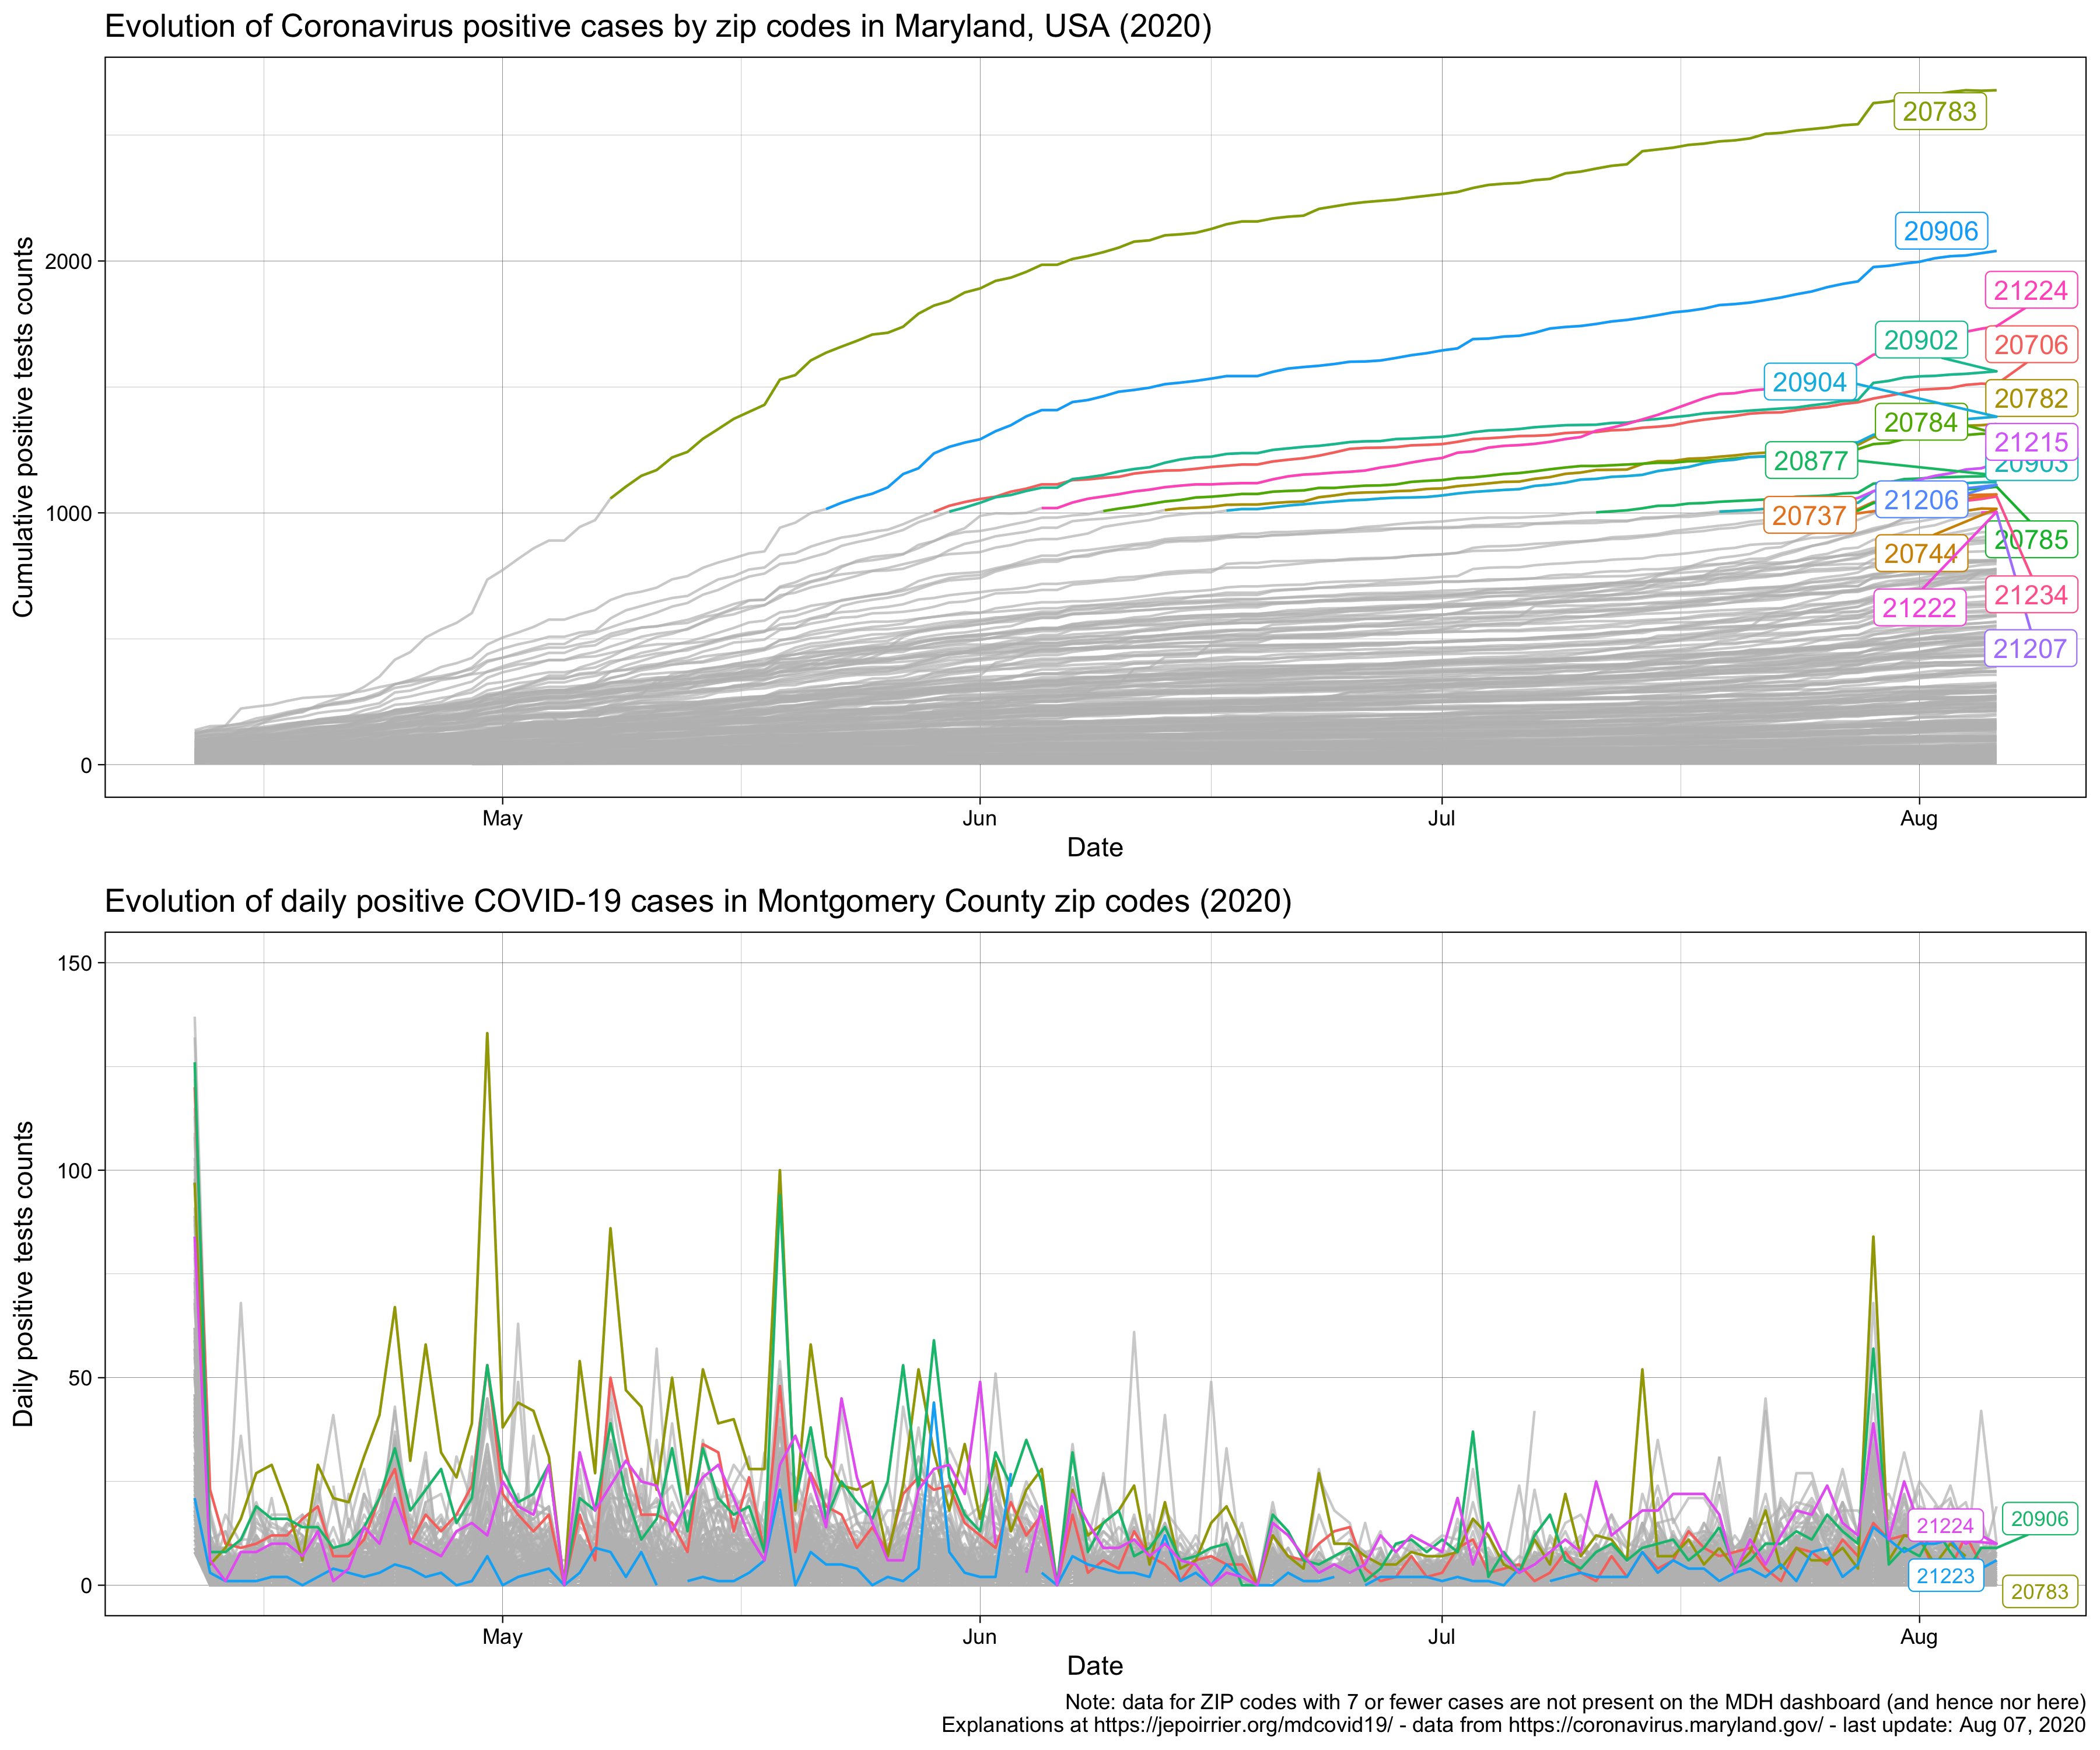 Evolution of Coronavirus positive cases by zip codes in Maryland, USA (2020)
Cumulative positive tests counts
2000
1000
0
20783
20906
21224
20902
20706
20904
20782
20784
21215
20877
20903
21206
20737
20785
20744
21234
21222
21207
May
Jun
Jul
Aug
Date
Evolution of daily positive COVID-19 cases in Montgomery County zip codes (2020)
Daily positive tests counts
150
100
50
0
21224
20906
21223
20783
May
Jun
Jul
Aug
Date
Note: data for ZIP codes with 7 or fewer cases are not present on the MDH dashboard (and hence nor here)
Explanations at https://jepoirrier.org/mdcovid19/ - data from https://coronavirus.maryland.gov/ - last update: Aug 07, 2020